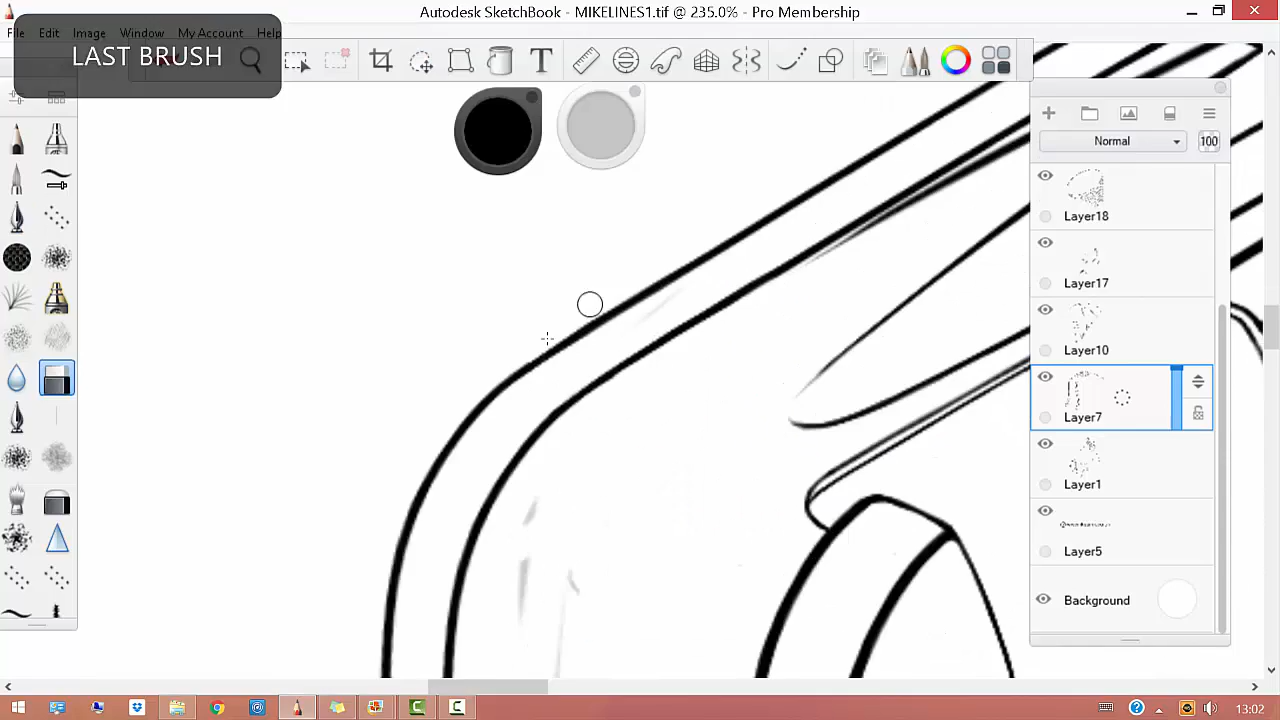 Autodesk SketchBook - MIKELINES1.tif @ 235.0% - Pro Membership
File Edit Image Window My Account Help
LAST BRUSH
T
Normal 100
Layer18
Layer17
Layer10
Layer7
Layer1
Layer5
Background
13:02